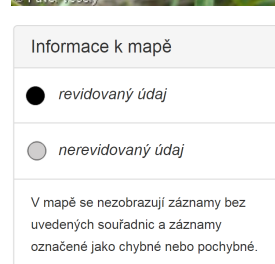 Informace k mapě
revidovaný údaj
nerevidovaný údaj
V mapě se nezobrazují záznamy bez
uvedených souřadnic a záznamy
označené jako chybné nebo pochybné.